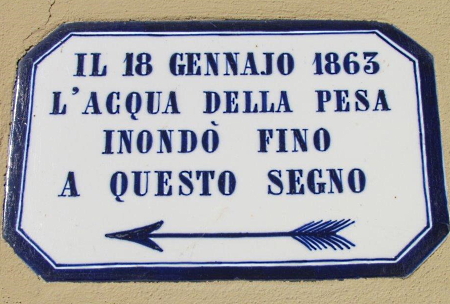 IL 18 GENNAJO 1863
L'ACQUA DELLA PESA
INONDÒ FINO
A QUESTO SEGNO